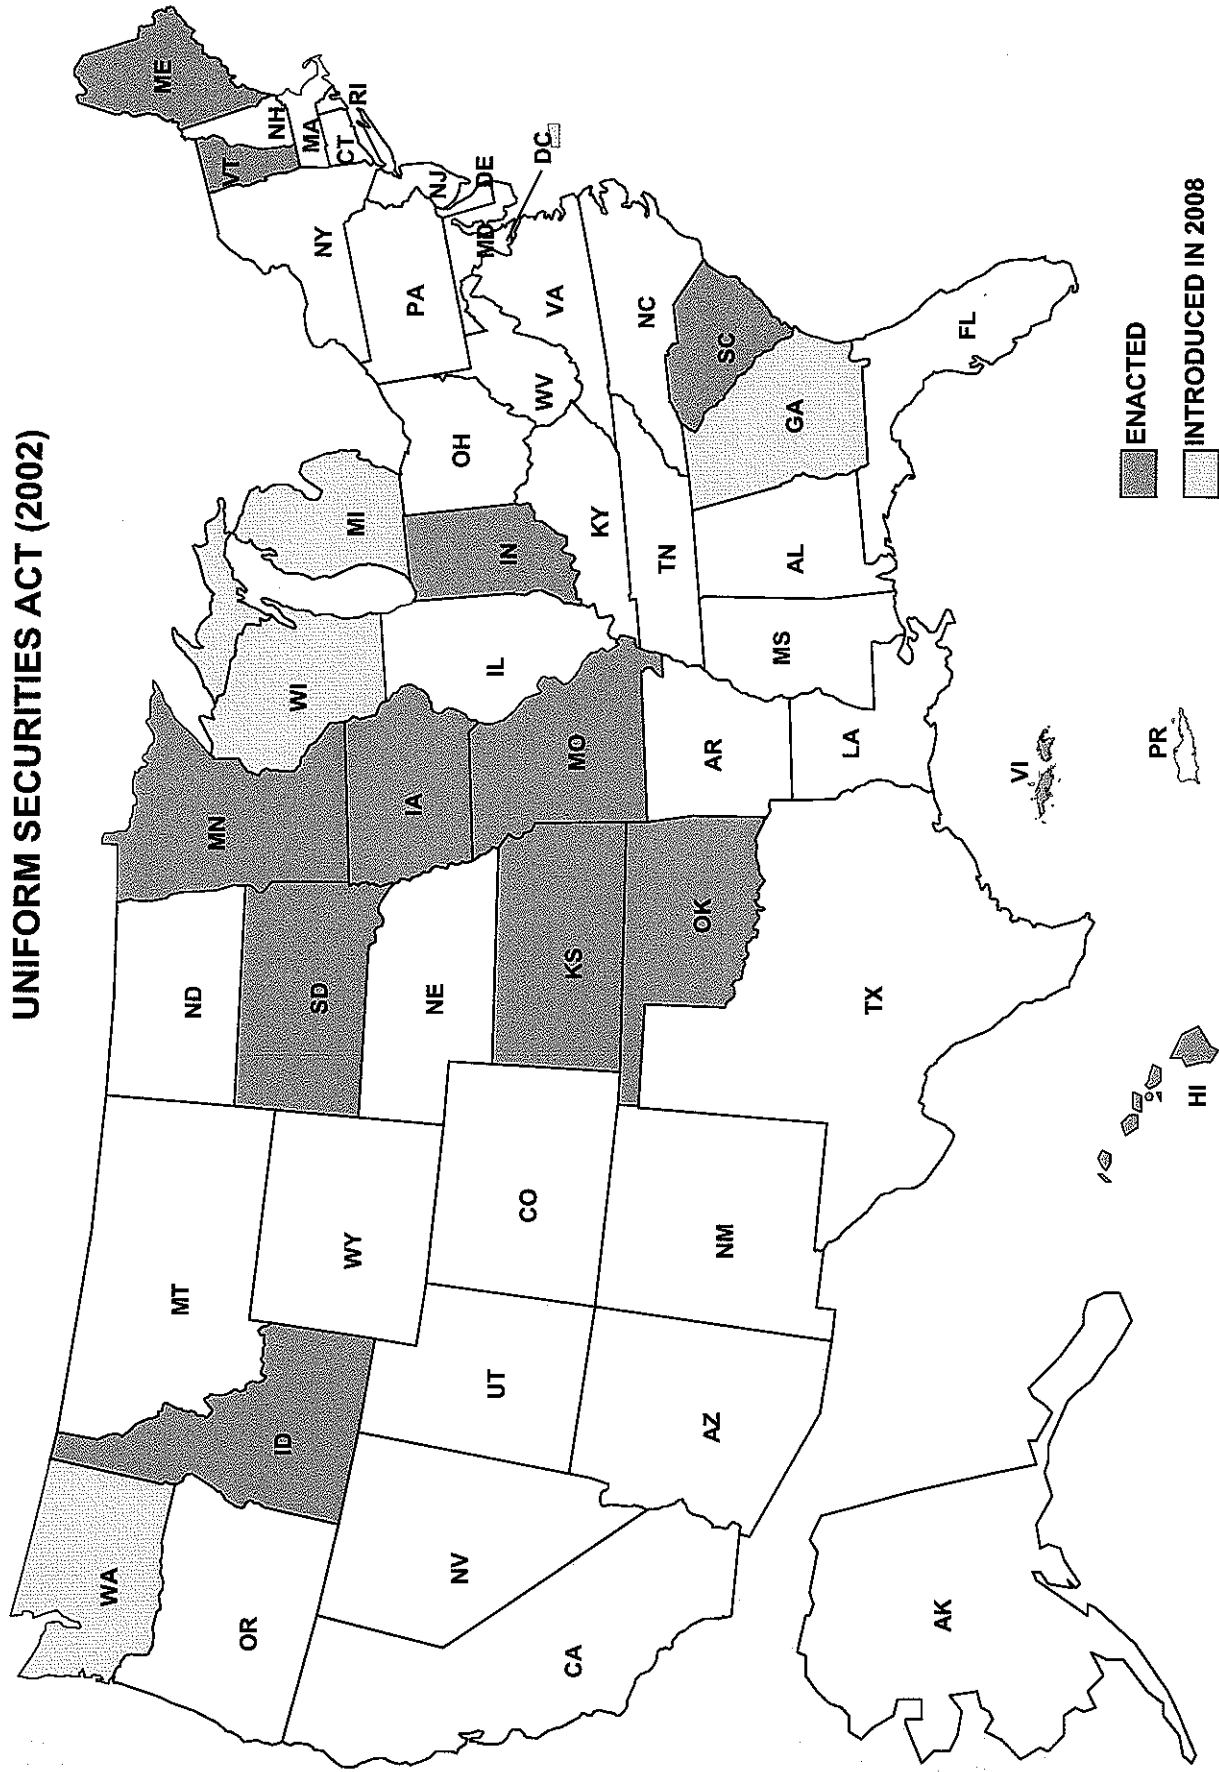 UNIFORM SECURITIES ACT (2002)
WA
OR
CA
NV
ID
MT
WY
UT
AZ
CO
NM
ND
SD
NE
KS
OK
TX
MN
IA
MO
AR
LA
WI
IL
MS
MI
IN
KY
TN
AL
OH
WV
GA
FL
SC
NC
VA
PA
NY
VT
NH
ME
MA
CT
RI
NJ
DE
MD
DC
AK
HI
VI
PR
ENACTED
INTRODUCED IN 2008